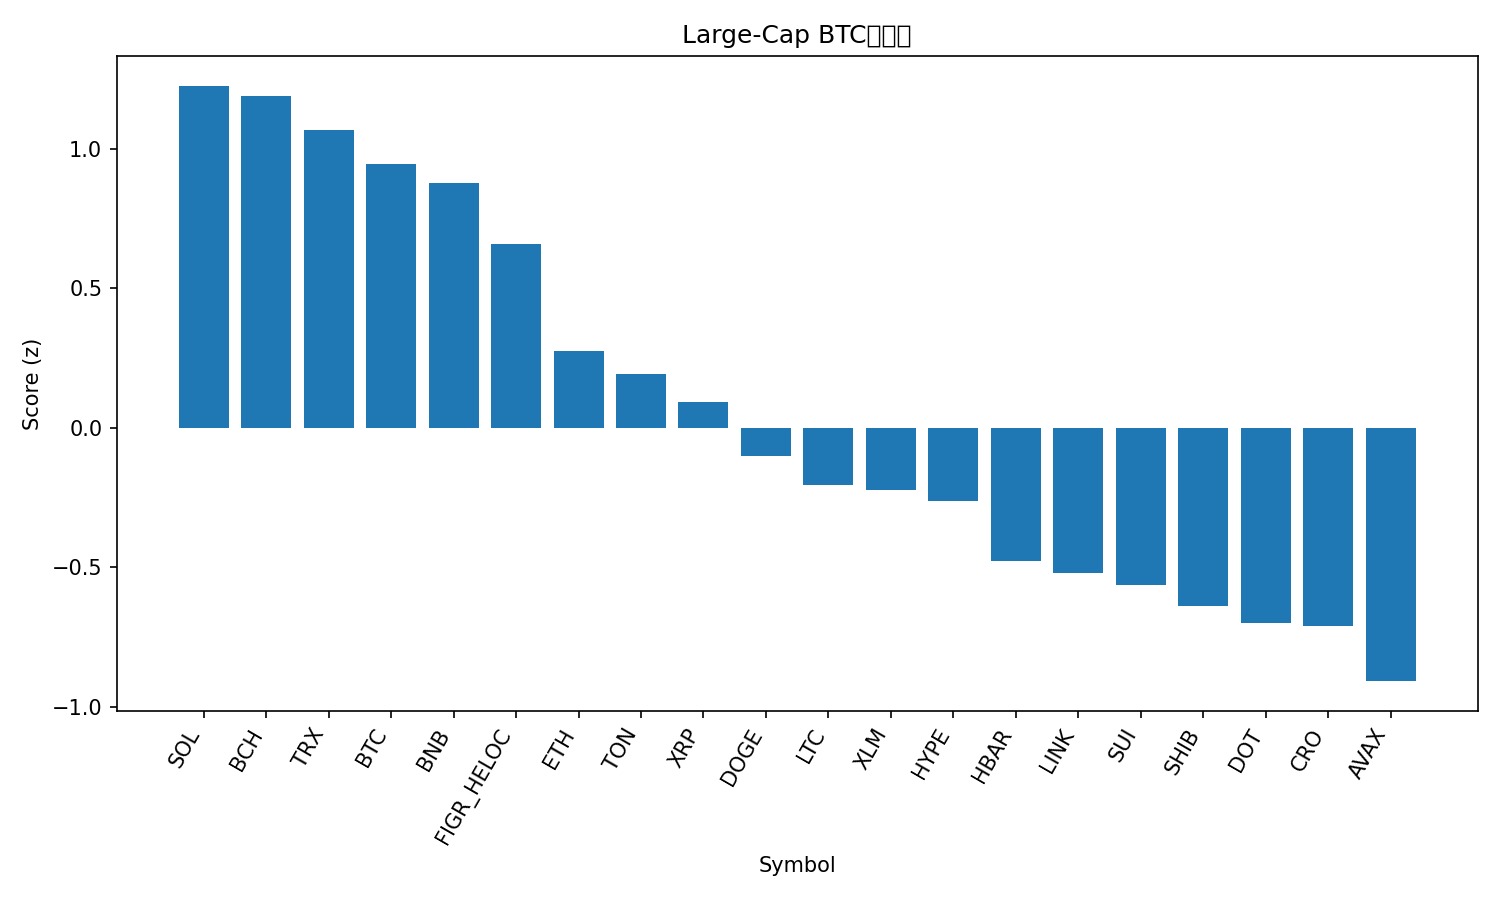 Large-Cap BTC
1.0
0.5
0.0
−0.5
−1.0
Score (z)
SOL
BCH
TRX
BTC
BNB
FIGR_HELOC
ETH
TON
XRP
DOGE
LTC
XLM
HYPE
HBAR
LINK
SUI
SHIB
DOT
CRO
AVAX
Symbol